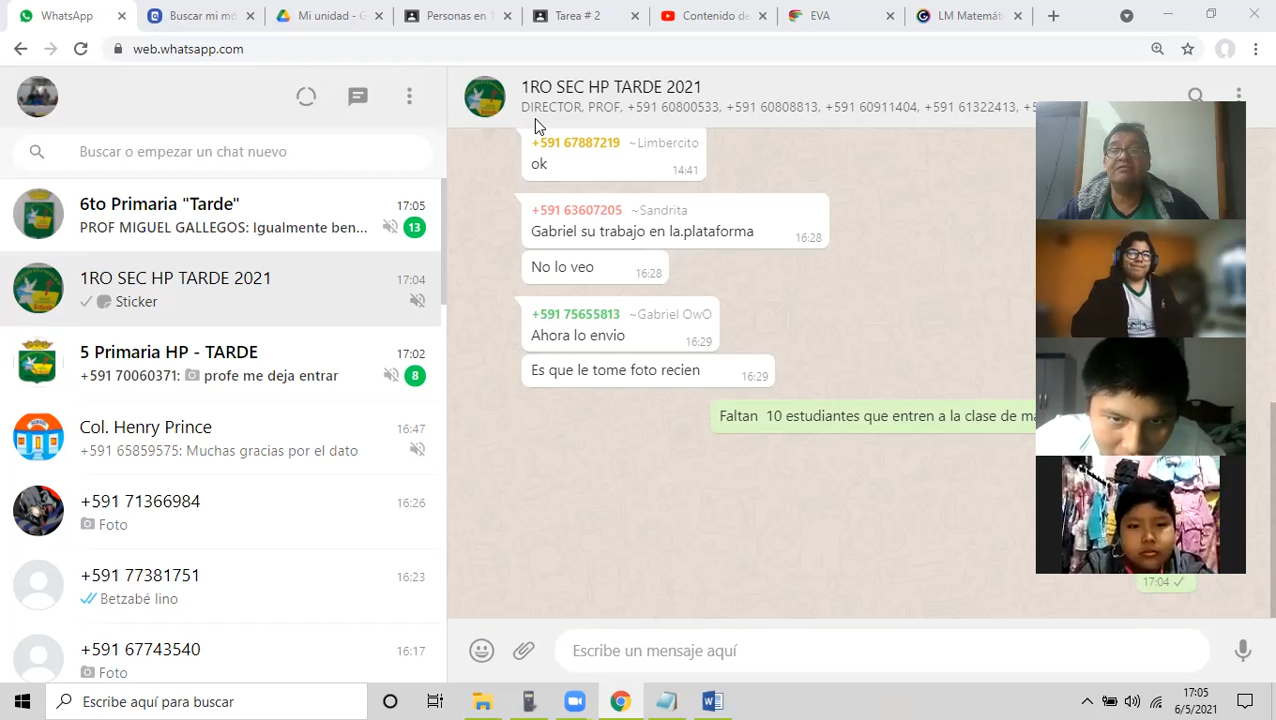 WhatsApp
Buscar mi mó
Mi unidad - G
Personas en 1
Tarea # 2
Contenido de
EVA
LM Matemáti
web.whatsapp.com
1RO SEC HP TARDE 2021
DIRECTOR, PROF, +591 60800533, +591 60808813, +591 60911404, +591 61322413, +5
Buscar o empezar un chat nuevo
6to Primaria "Tarde" 17:05
PROF MIGUEL GALLEGOS: Igualmente ben... 13
1RO SEC HP TARDE 2021 17:04
Sticker
5 Primaria HP - TARDE 17:02
+591 70060371: profe me deja entrar 8
Col. Henry Prince 16:47
+591 65859575: Muchas gracias por el dato
+591 71366984 16:26
Foto
+591 77381751 16:23
Betzabé lino
+591 67743540 16:17
Foto
+591 67887219 ~Limbercito
ok 14:41
+591 63607205 ~Sandrita
Gabriel su trabajo en la.plataforma 16:28
No lo veo 16:28
+591 75655813 ~Gabriel OwO
Ahora lo envio 16:29
Es que le tome foto recien 16:29
Faltan 10 estudiantes que entren a la clase de ma
17:04
Escribe un mensaje aquí
Escribe aquí para buscar
17:05
6/5/2021